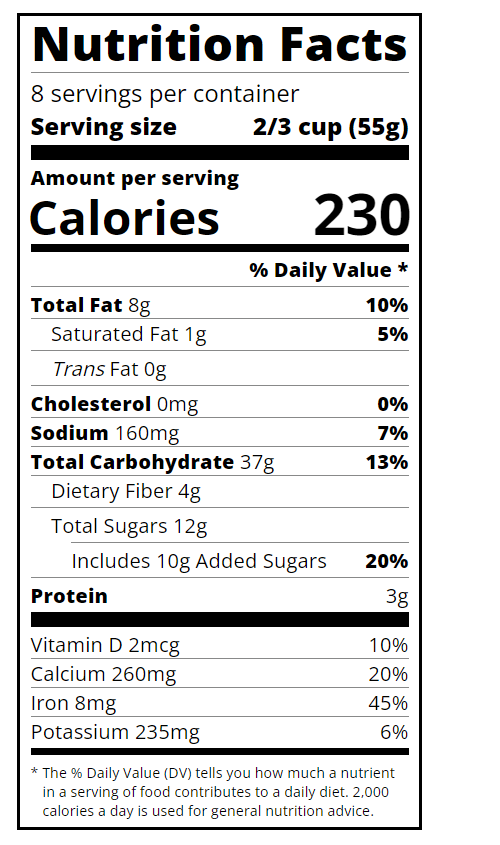 Nutrition Facts
8 servings per container
Serving size 2/3 cup (55g)
Amount per serving
Calories 230
% Daily Value *
Total Fat 8g 10%
Saturated Fat 1g 5%
Trans Fat 0g
Cholesterol 0mg 0%
Sodium 160mg 7%
Total Carbohydrate 37g 13%
Dietary Fiber 4g
Total Sugars 12g
Includes 10g Added Sugars 20%
Protein 3g
Vitamin D 2mcg 10%
Calcium 260mg 20%
Iron 8mg 45%
Potassium 235mg 6%
* The % Daily Value (DV) tells you how much a nutrient
in a serving of food contributes to a daily diet. 2,000
calories a day is used for general nutrition advice.